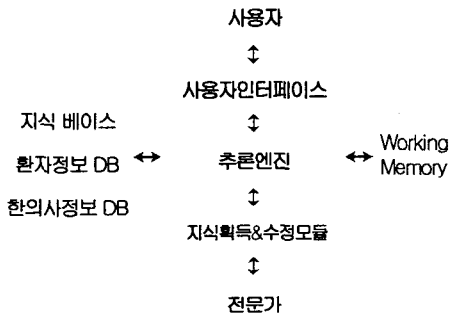 사용자
↕
사용자인터페이스
↕
지식 베이스
환자정보 DB
한의사정보 DB
↔
추론엔진
↔
Working
Memory
↕
지식획득&수정모듈
↕
전문가